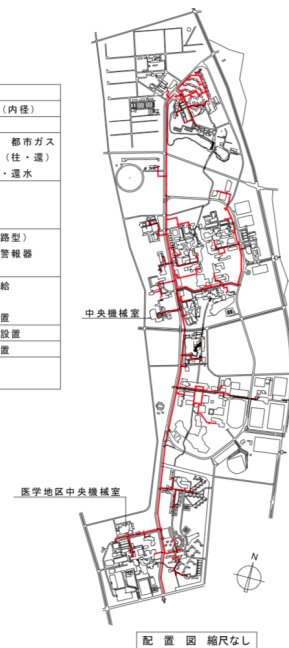 (内径)
都市ガス
(往・還)
・還水
路型)
警報器
給
置
設置
置
中央機械室
医学地区中央機械室
N
配 置 図 縮尺なし